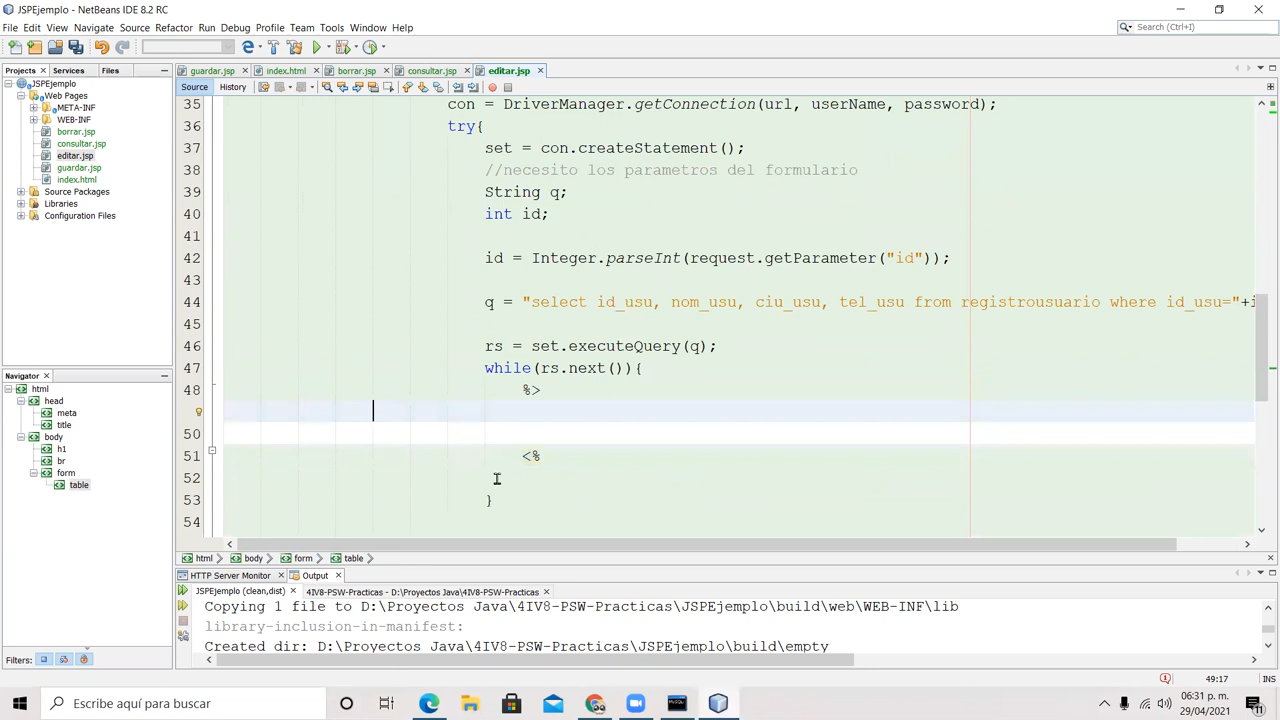 JSPEjemplo - NetBeans IDE 8.2 RC
File Edit View Navigate Source Refactor Run Debug Profile Team Tools Window Help
Search (Ctrl+I)
Projects Services Files
guardar.jsp index.html borrar.jsp consultar.jsp editar.jsp
Source History
JSPEjemplo
Web Pages
META-INF
WEB-INF
borrar.jsp
consultar.jsp
editar.jsp
guardar.jsp
index.html
Source Packages
Libraries
Configuration Files
Navigator
html
head
meta
title
body
h1
br
form
table
Filters:
35 con = DriverManager.getConnection(url, userName, password);
36 try{
37 set = con.createStatement();
38 //necesito los parametros del formulario
39 String q;
40 int id;
41
42 id = Integer.parseInt(request.getParameter("id"));
43
44 q = "select id_usu, nom_usu, ciu_usu, tel_usu from registrousuario where id_usu="+i
45
46 rs = set.executeQuery(q);
47 while(rs.next()){
48 %>
50
51 <%
52
53 }
54
html body form table
HTTP Server Monitor Output
JSPEjemplo (clean,dist) 4IV8-PSW-Practicas - D:\Proyectos Java\4IV8-PSW-Practicas
Copying 1 file to D:\Proyectos Java\4IV8-PSW-Practicas\JSPEjemplo\build\web\WEB-INF\lib
library-inclusion-in-manifest:
Created dir: D:\Proyectos Java\4IV8-PSW-Practicas\JSPEjemplo\build\empty
49:17 INS
Escribe aquí para buscar
06:31 p. m.
29/04/2021